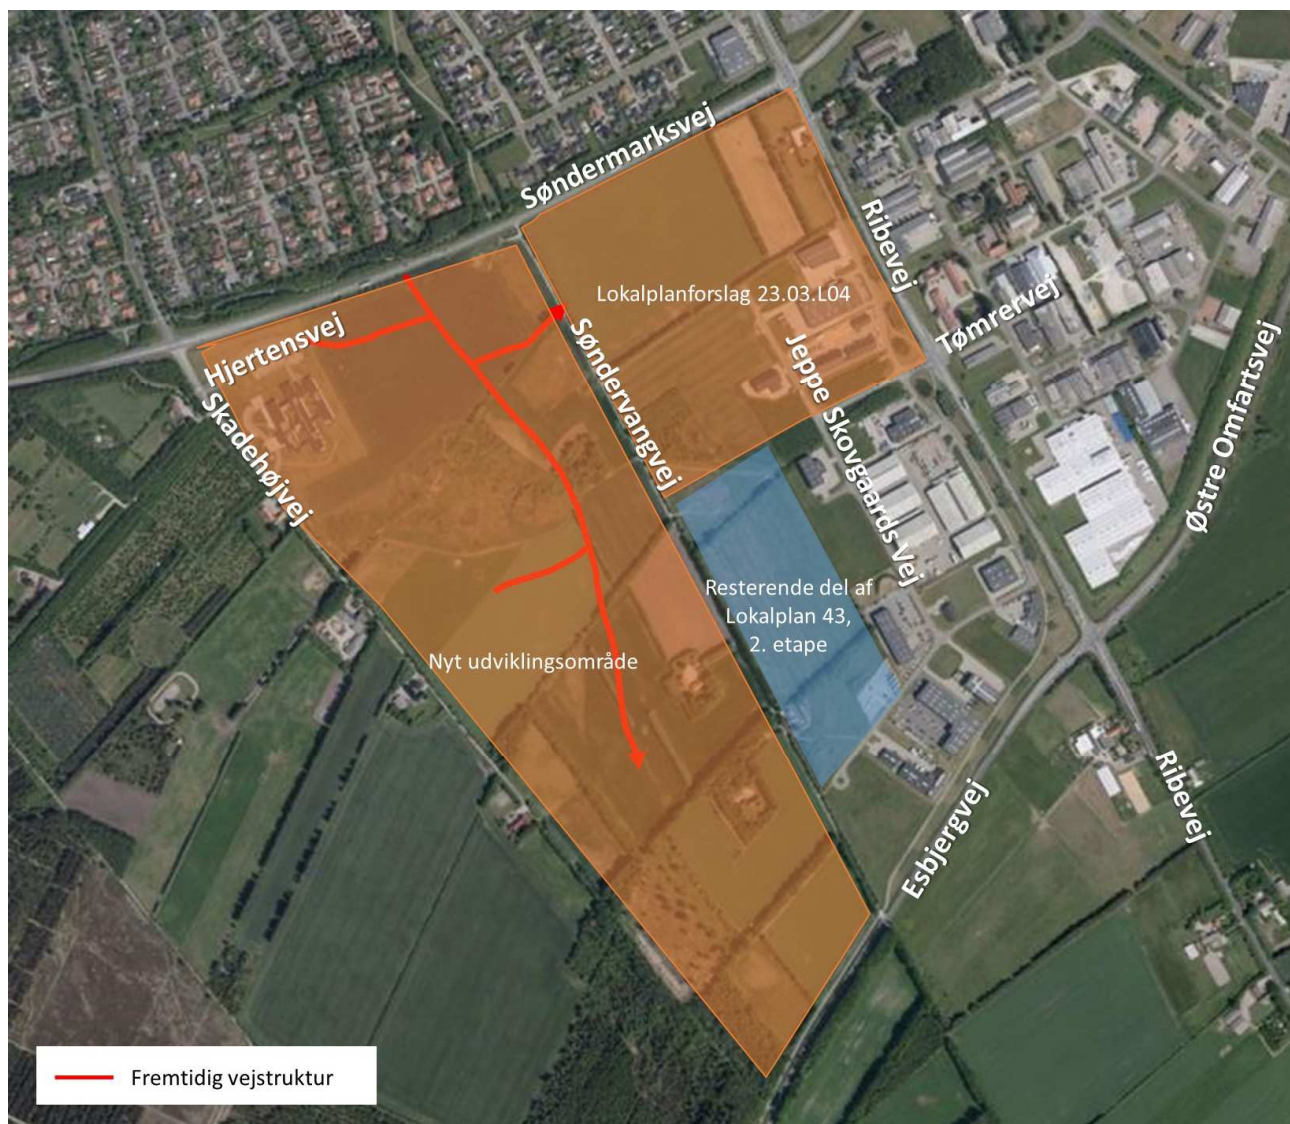 Søndermarksvej
Ribevej
Lokalplanforslag 23.03.L04
Tømrervej
Hjertensvej
Søndervangvej
Jeppe Skovgaards Vej
Østre Omfartsvej
Skadehøjvej
Resterende del af
Lokalplan 43,
2. etape
Nyt udviklingsområde
Esbjergvej
Ribevej
Fremtidig vejstruktur